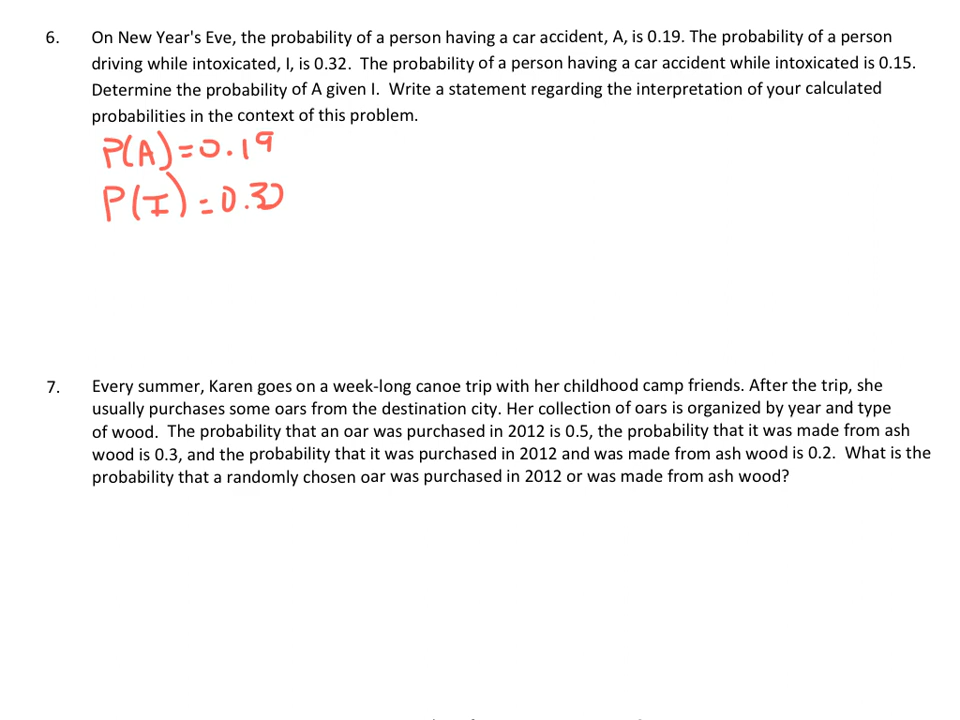 6. On New Year's Eve, the probability of a person having a car accident, A, is 0.19. The probability of a person
driving while intoxicated, I, is 0.32. The probability of a person having a car accident while intoxicated is 0.15.
Determine the probability of A given I. Write a statement regarding the interpretation of your calculated
probabilities in the context of this problem.
P(A)=0.19
P(I)=0.32
7. Every summer, Karen goes on a week-long canoe trip with her childhood camp friends. After the trip, she
usually purchases some oars from the destination city. Her collection of oars is organized by year and type
of wood. The probability that an oar was purchased in 2012 is 0.5, the probability that it was made from ash
wood is 0.3, and the probability that it was purchased in 2012 and was made from ash wood is 0.2. What is the
probability that a randomly chosen oar was purchased in 2012 or was made from ash wood?